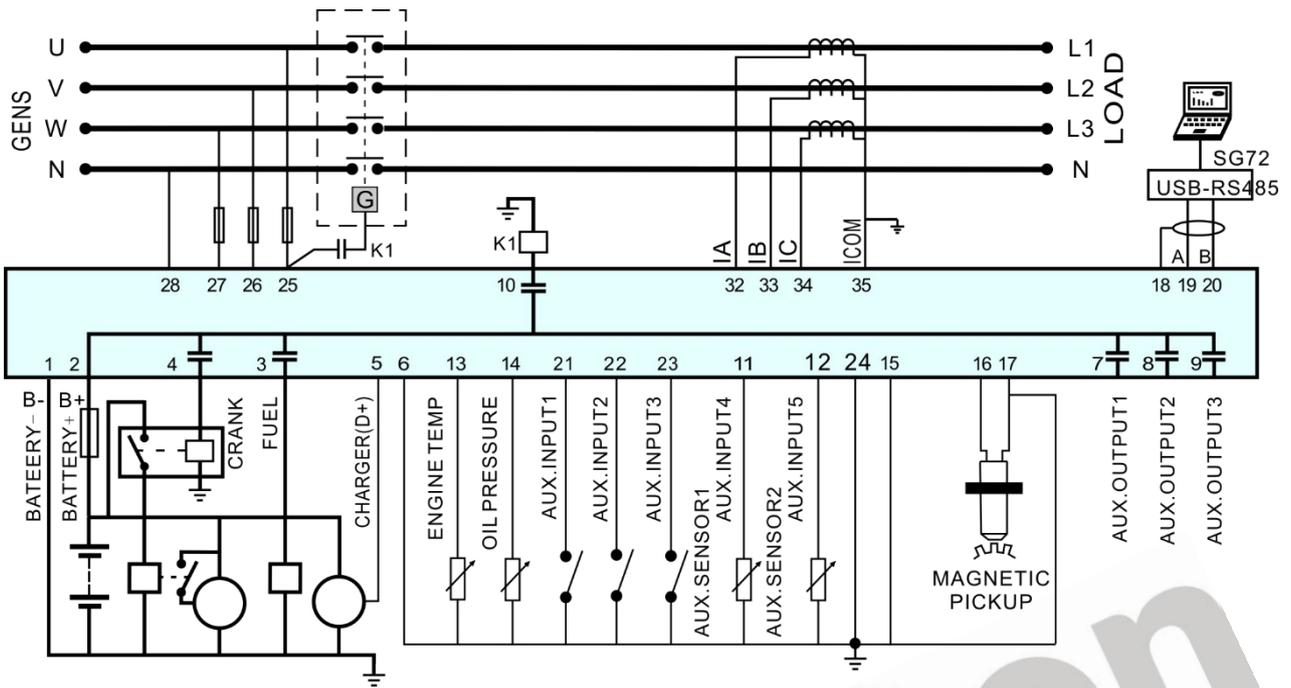 GENS
U
V
W
N
L1
L2
L3
N
LOAD
G
K1
K1
IA
IB
IC
ICOM
SG72
USB-RS485
A
B
28 27 26 25 10 32 33 34 35 18 19 20
1 2 4 3 5 6 13 14 21 22 23 11 12 24 15 16 17 7 8 9
B-
BATEERY-
B+
BATTERY+
CRANK
FUEL
CHARGER(D+)
ENGINE TEMP
OIL PRESSURE
AUX.INPUT1
AUX.INPUT2
AUX.INPUT3
AUX.SENSOR1
AUX.INPUT4
AUX.SENSOR2
AUX.INPUT5
MAGNETIC
PICKUP
AUX.OUTPUT1
AUX.OUTPUT2
AUX.OUTPUT3